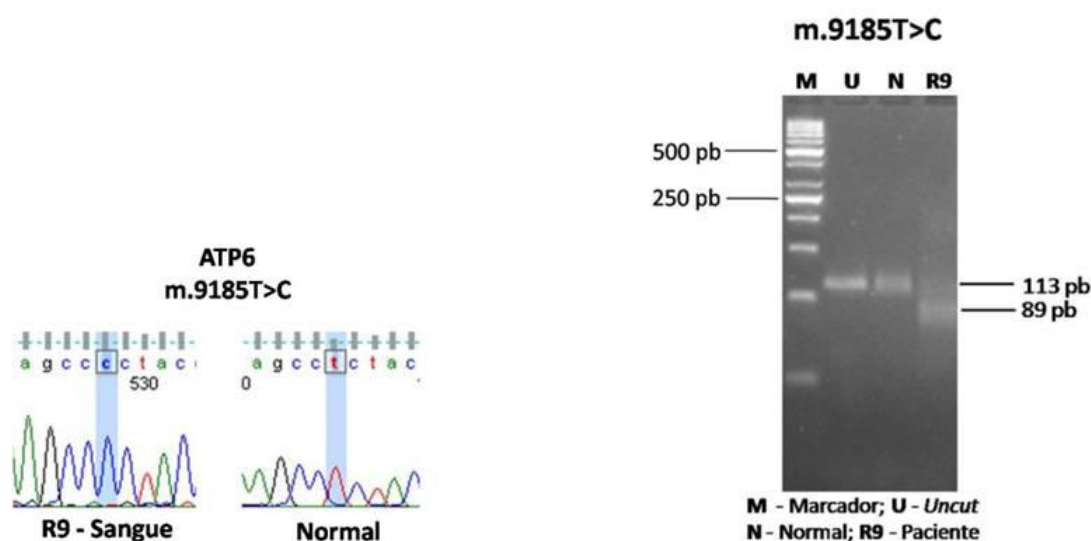 ATP6
m.9185T>C
a g c c c c t a c
530
R9 - Sangue
a g c c t c t a c
0
Normal
m.9185T>C
M U N R9
500 pb
250 pb
113 pb
89 pb
M - Marcador; U - Uncut
N - Normal; R9 - Paciente